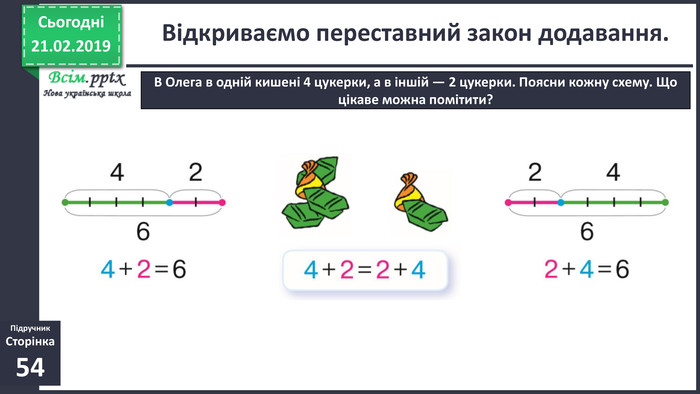 Сьогодні
21.02.2019
Відкриваємо переставний закон додавання.
Всім.pptx
Нова українська школа
В Олега в одній кишені 4 цукерки, а в іншій — 2 цукерки. Поясни кожну схему. Що
цікаве можна помітити?
4 2
6
4+2=6
4+2=2+4
2 4
6
2+4=6
Підручник
Сторінка
54